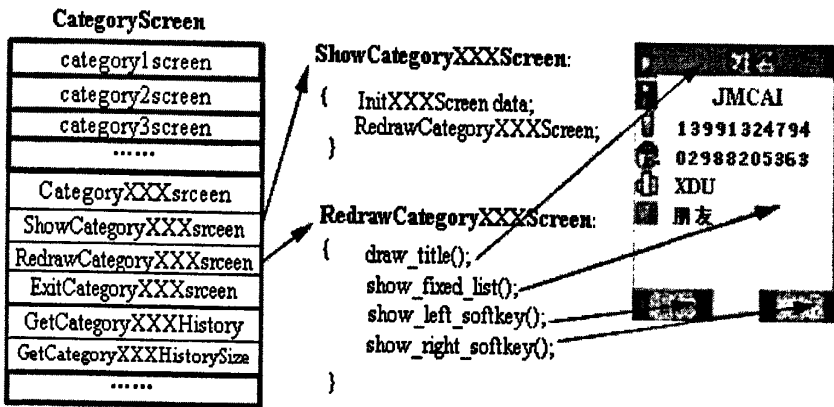 CategoryScreen
category1screen
category2screen
category3screen
······
CategoryXXXsrceen
ShowCategoryXXXsrceen
RedrawCategoryXXXsrceen
ExitCategoryXXXsrceen
GetCategoryXXXHistory
GetCategoryXXXHistorySize
······
ShowCategoryXXXScreen:
{
InitXXXScreen data;
RedrawCategoryXXXScreen;
}
RedrawCategoryXXXScreen:
{
draw_title();
show_fixed_list();
show_left_softkey();
show_right_softkey();
}
JMCAI
13991324794
02988205363
XDU
朋友